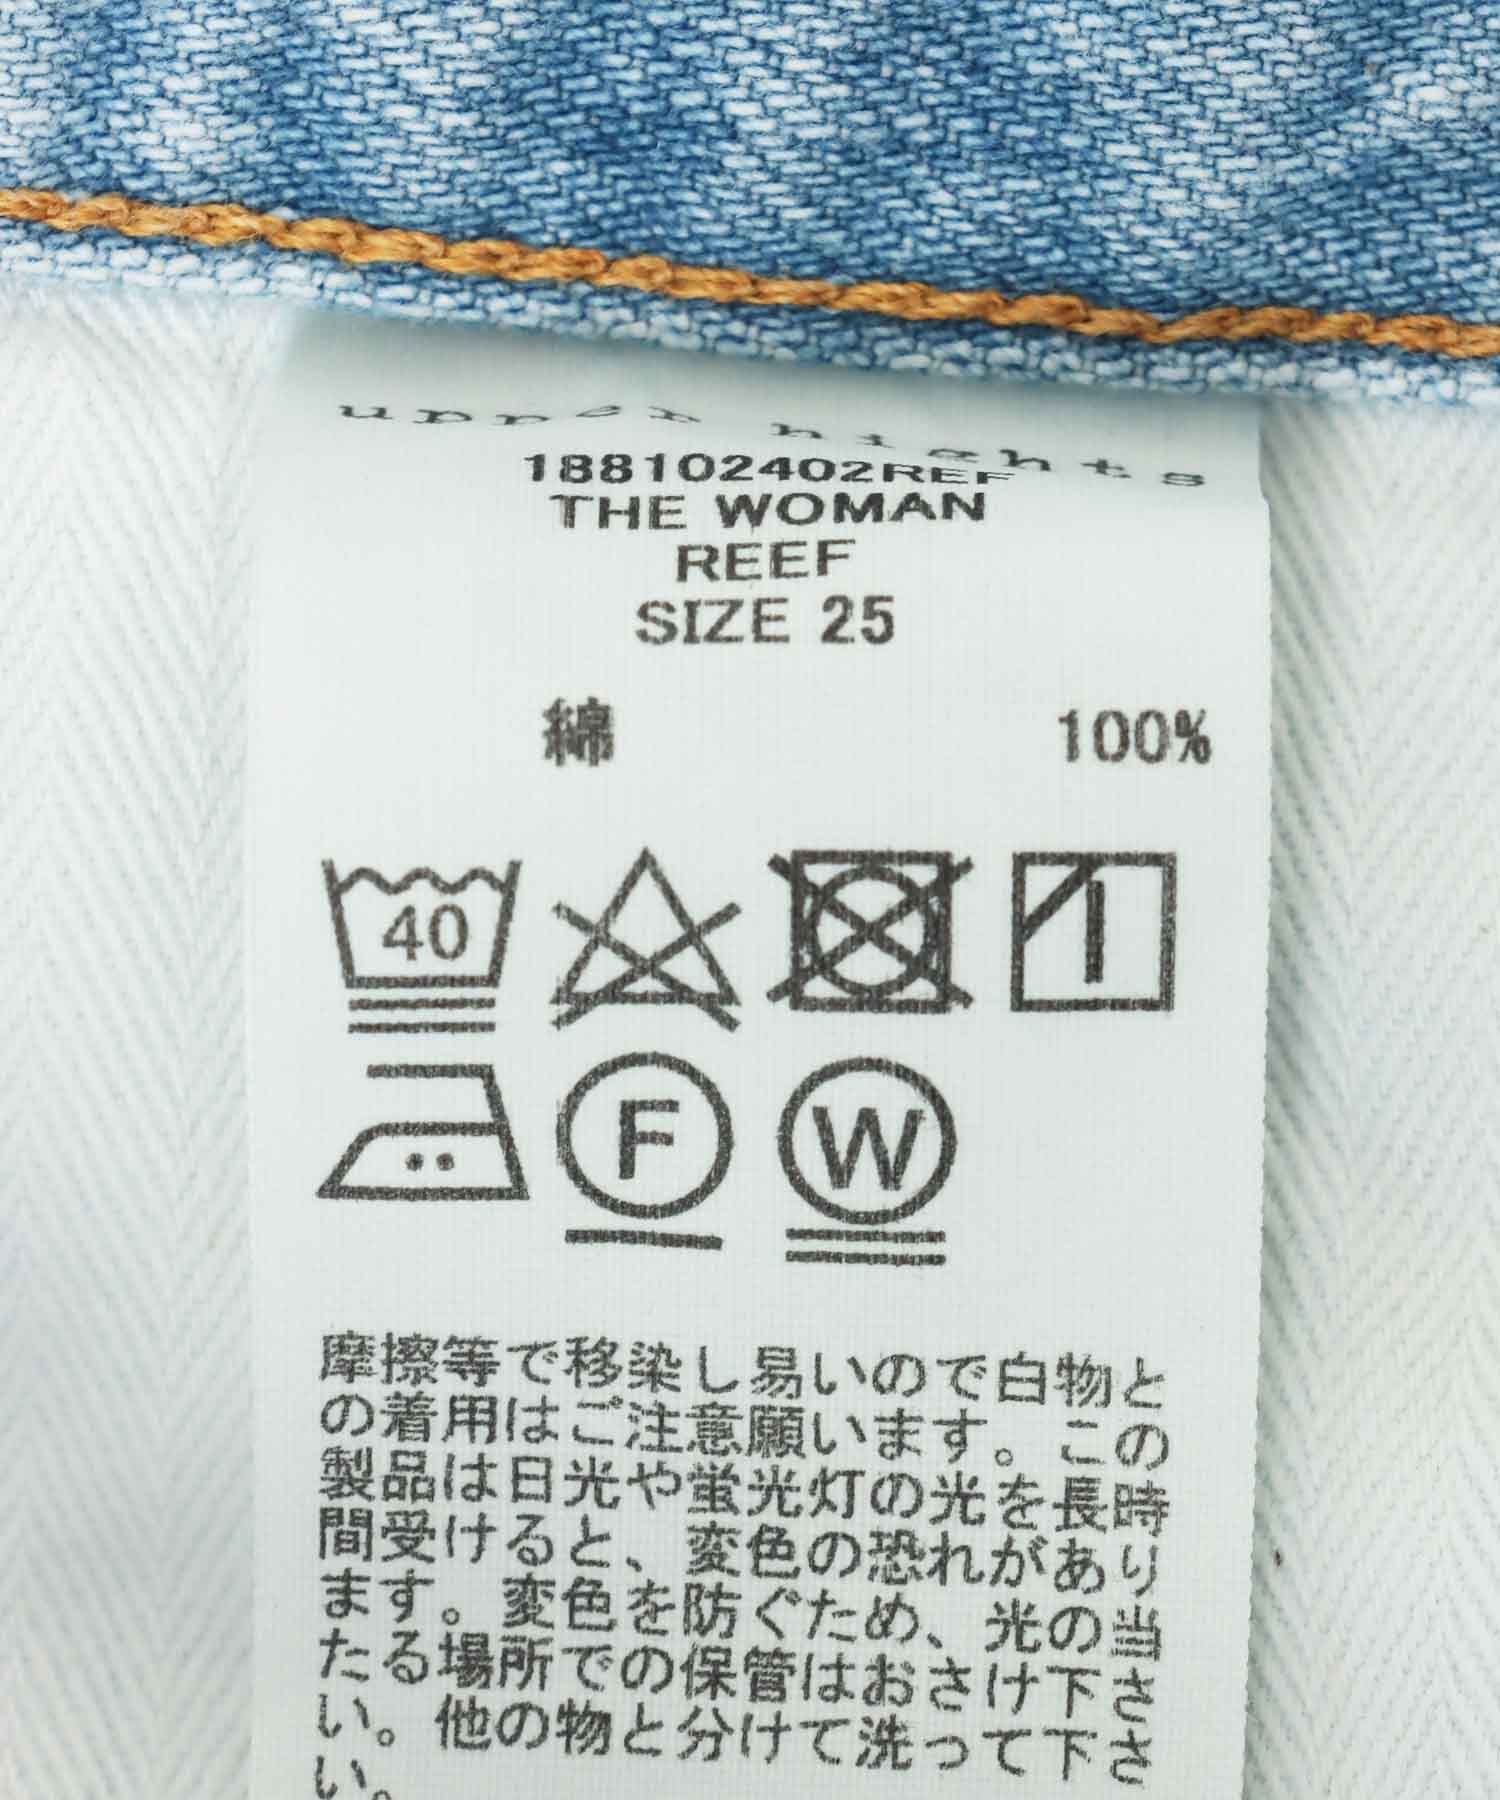 upper hights
188102402REF
THE WOMAN
REEF
SIZE 25
綿 100%
40
F
W
摩擦等で移染し易いので白物と
の着用はご注意願います。この
製品は日光や蛍光灯の光を長時
間受けると、変色の恐れがあり
ます。変色を防ぐため、光の当
たる場所での保管はおさけ下さ
い。他の物と分けて洗って下さ
い。